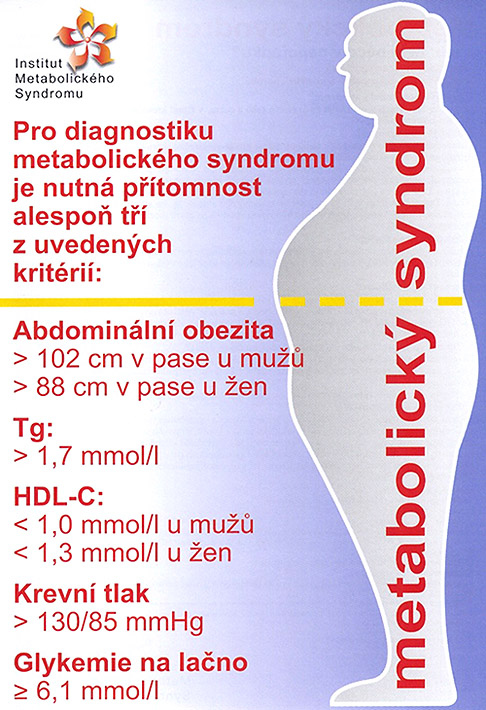 Institut
Metabolického
Syndromu
Pro diagnostiku
metabolického syndromu
je nutná přítomnost
alespoň tří
z uvedených
kritérií:
Abdominální obezita
> 102 cm v pase u mužů
> 88 cm v pase u žen
Tg:
> 1,7 mmol/l
HDL-C:
< 1,0 mmol/l u mužů
< 1,3 mmol/l u žen
Krevní tlak
> 130/85 mmHg
Glykemie na lačno
≥ 6,1 mmol/l
metabolický syndrom